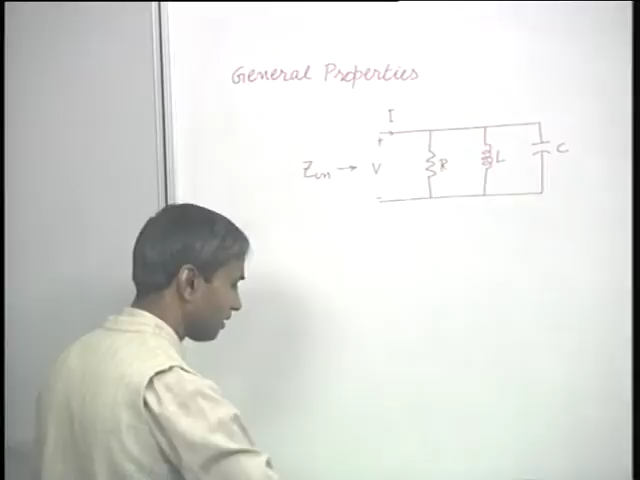 General Properties
I
+
Zin → V R L C
-